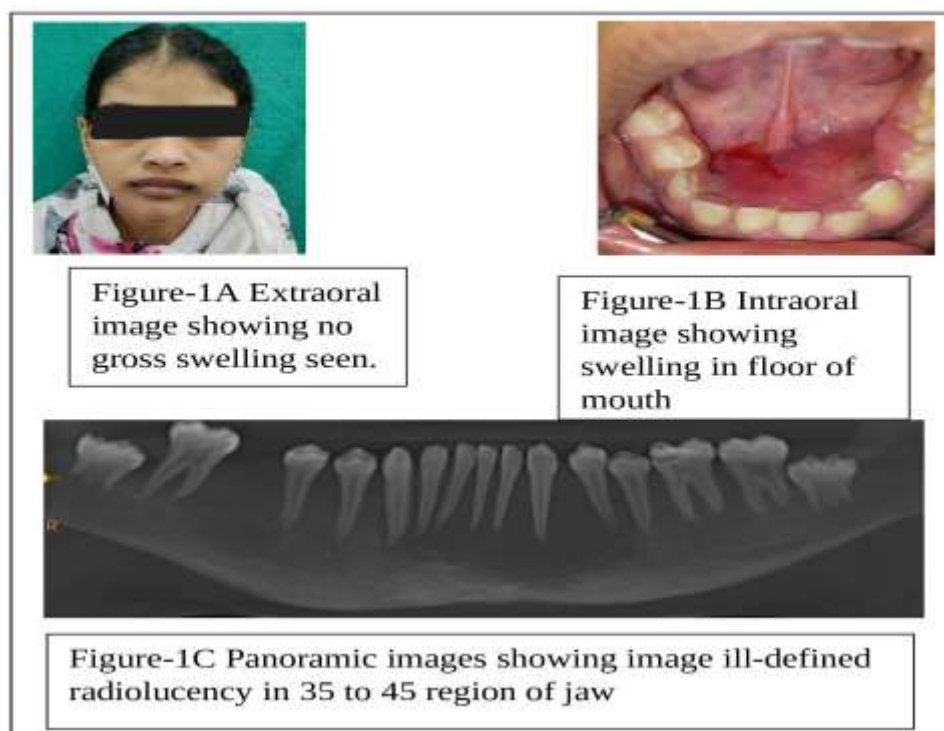 Figure-1A Extraoral
image showing no
gross swelling seen.
Figure-1B Intraoral
image showing
swelling in floor of
mouth
R
Figure-1C Panoramic images showing image ill-defined
radiolucency in 35 to 45 region of jaw